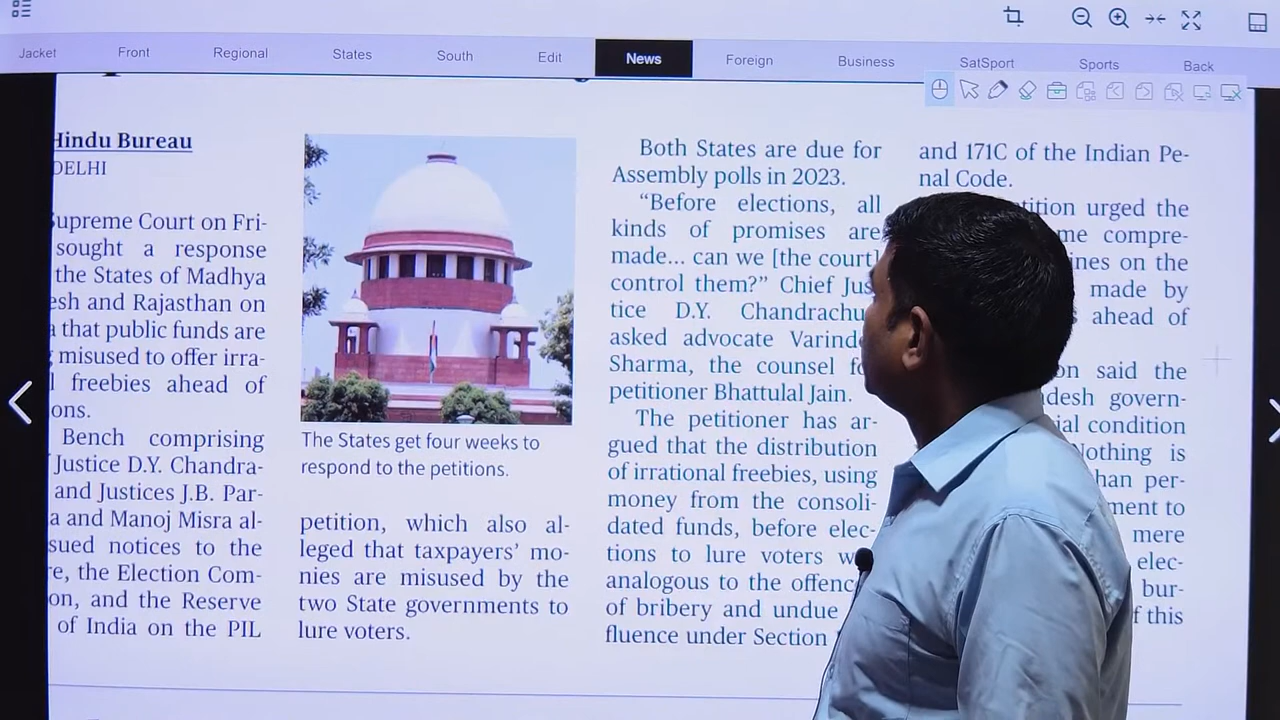 Jacket Front Regional States South Edit News Foreign Business SatSport Sports Back
Hindu Bureau
DELHI
Supreme Court on Fri-
sought a response
the States of Madhya
esh and Rajasthan on
that public funds are
misused to offer irra-
l freebies ahead of
ons.
Bench comprising
Justice D.Y. Chandra-
and Justices J.B. Par-
a and Manoj Misra al-
sued notices to the
re, the Election Com-
on, and the Reserve
of India on the PIL
The States get four weeks to
respond to the petitions.
petition, which also al-
leged that taxpayers’ mo-
nies are misused by the
two State governments to
lure voters.
Both States are due for
Assembly polls in 2023.
“Before elections, all
kinds of promises are
made... can we [the court]
control them?” Chief Jus
tice D.Y. Chandrachu
asked advocate Varind
Sharma, the counsel fo
petitioner Bhattulal Jain.
The petitioner has ar-
gued that the distribution
of irrational freebies, using
money from the consoli-
dated funds, before elec-
tions to lure voters w
analogous to the offenc
of bribery and undue
fluence under Section
and 171C of the Indian Pe-
nal Code.
tition urged the
me compre-
ines on the
made by
ahead of
on said the
desh govern-
ial condition
Nothing is
han per-
ment to
mere
elec-
bur-
f this